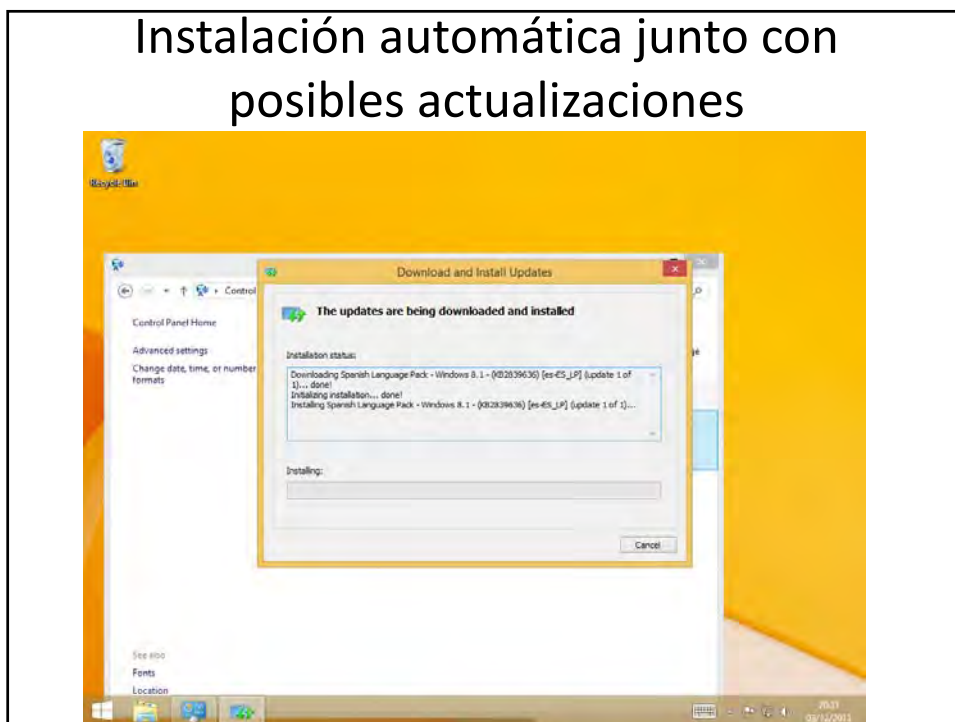 Instalación automática junto con
posibles actualizaciones
Recycle Bin
Download and Install Updates
Control
Control Panel Home
The updates are being downloaded and installed
Advanced settings
Change date, time, or number
formats
Installation status:
Downloading Spanish Language Pack - Windows 8.1 - (KB2839636) [es-ES_LP] (update 1 of
1)... done!
Initializing installation... done!
Installing Spanish Language Pack - Windows 8.1 - (KB2839636) [es-ES_LP] (update 1 of 1)...
Installing:
Cancel
See also
Fonts
Location